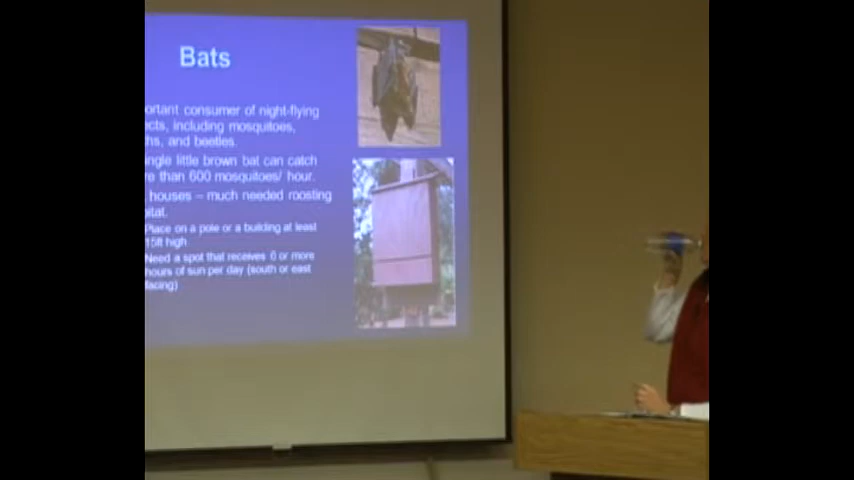 Bats
ortant consumer of night-flying
cts, including mosquitoes,
ths, and beetles.
ingle little brown bat can catch
re than 600 mosquitoes/ hour.
houses – much needed roosting
bitat.
Place on a pole or a building at least
15ft high
Need a spot that receives 6 or more
hours of sun per day (south or east
facing)